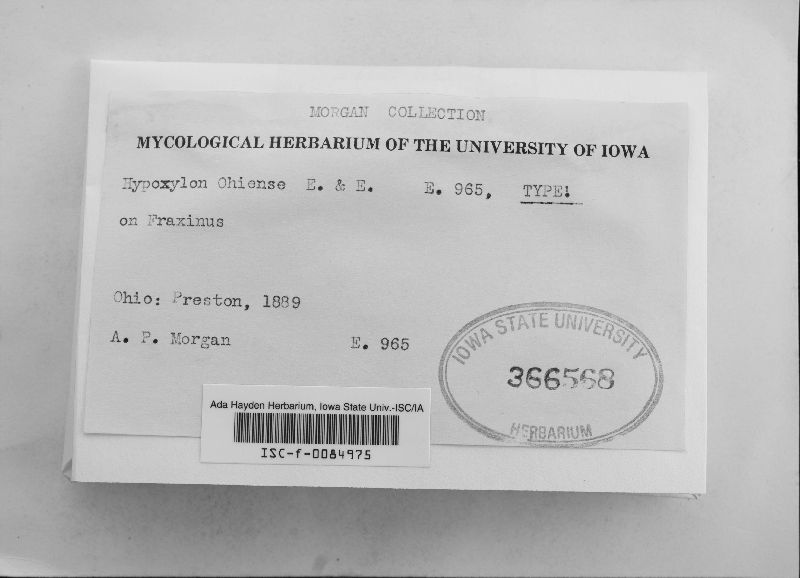 MORGAN COLLECTION
MYCOLOGICAL HERBARIUM OF THE UNIVERSITY OF IOWA
Hypoxylon Ohiense E. & E. E. 965, TYPE!
on Fraxinus
Ohio: Preston, 1889
A. P. Morgan E. 965
IOWA STATE UNIVERSITY
366568
HERBARIUM
Ada Hayden Herbarium, Iowa State Univ.-ISC/IA
ISC-f-0084975